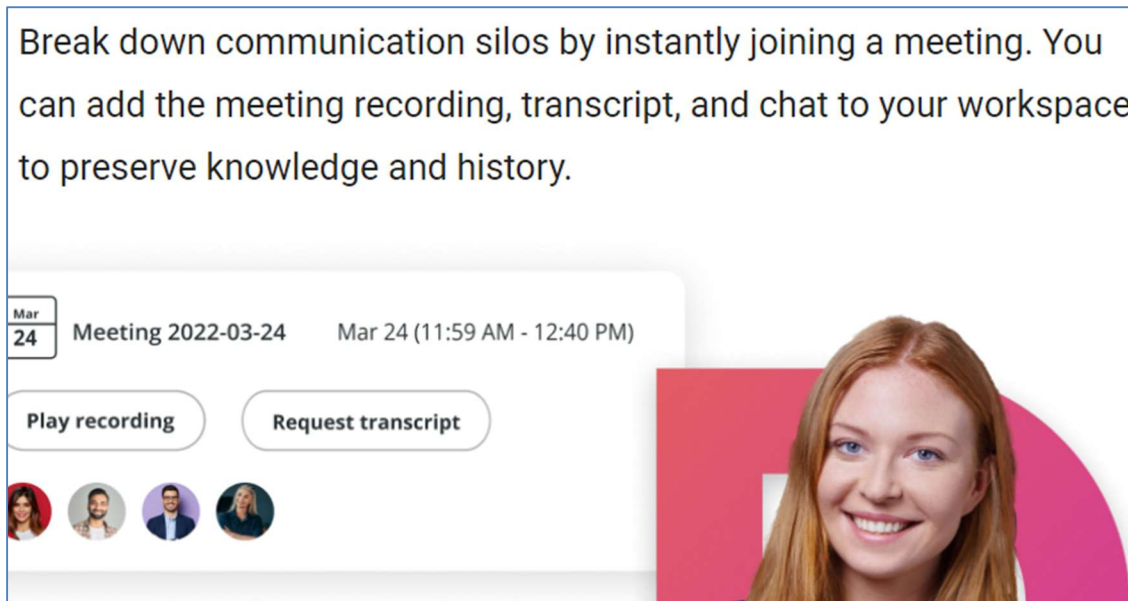 Break down communication silos by instantly joining a meeting. You
can add the meeting recording, transcript, and chat to your workspace
to preserve knowledge and history.
Mar
24
Meeting 2022-03-24
Mar 24 (11:59 AM - 12:40 PM)
Play recording
Request transcript